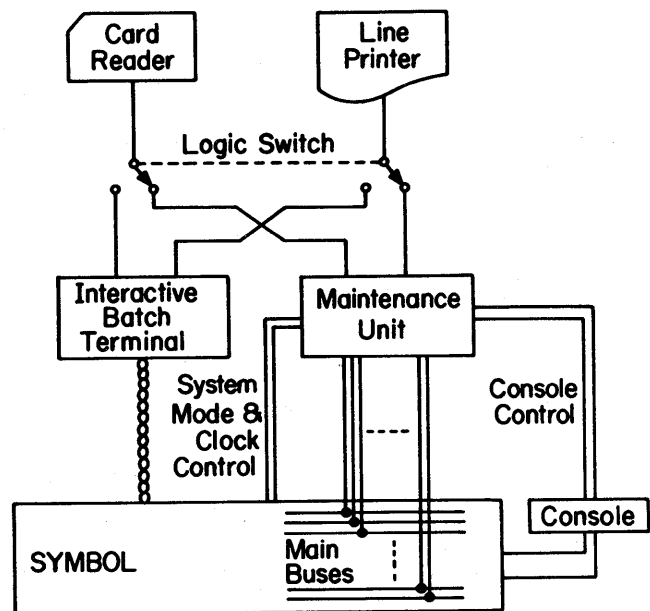 Card
Reader
Line
Printer
Logic Switch
Interactive
Batch
Terminal
Maintenance
Unit
System
Mode &
Clock
Control
Console
Control
Console
SYMBOL
Main
Buses